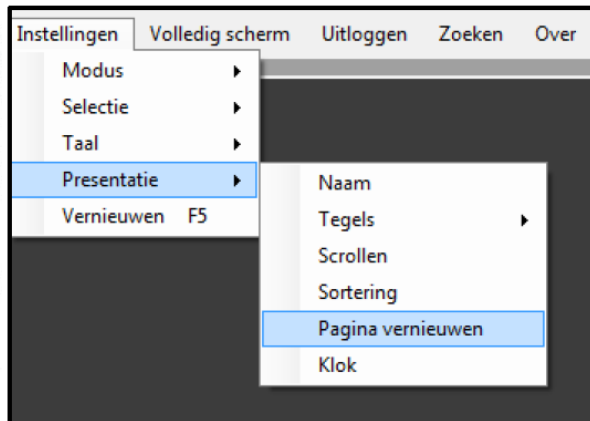 Instellingen Volledig scherm Uitloggen Zoeken Over
Modus
Selectie
Taal
Presentatie
Vernieuwen F5
Naam
Tegels
Scrollen
Sortering
Pagina vernieuwen
Klok